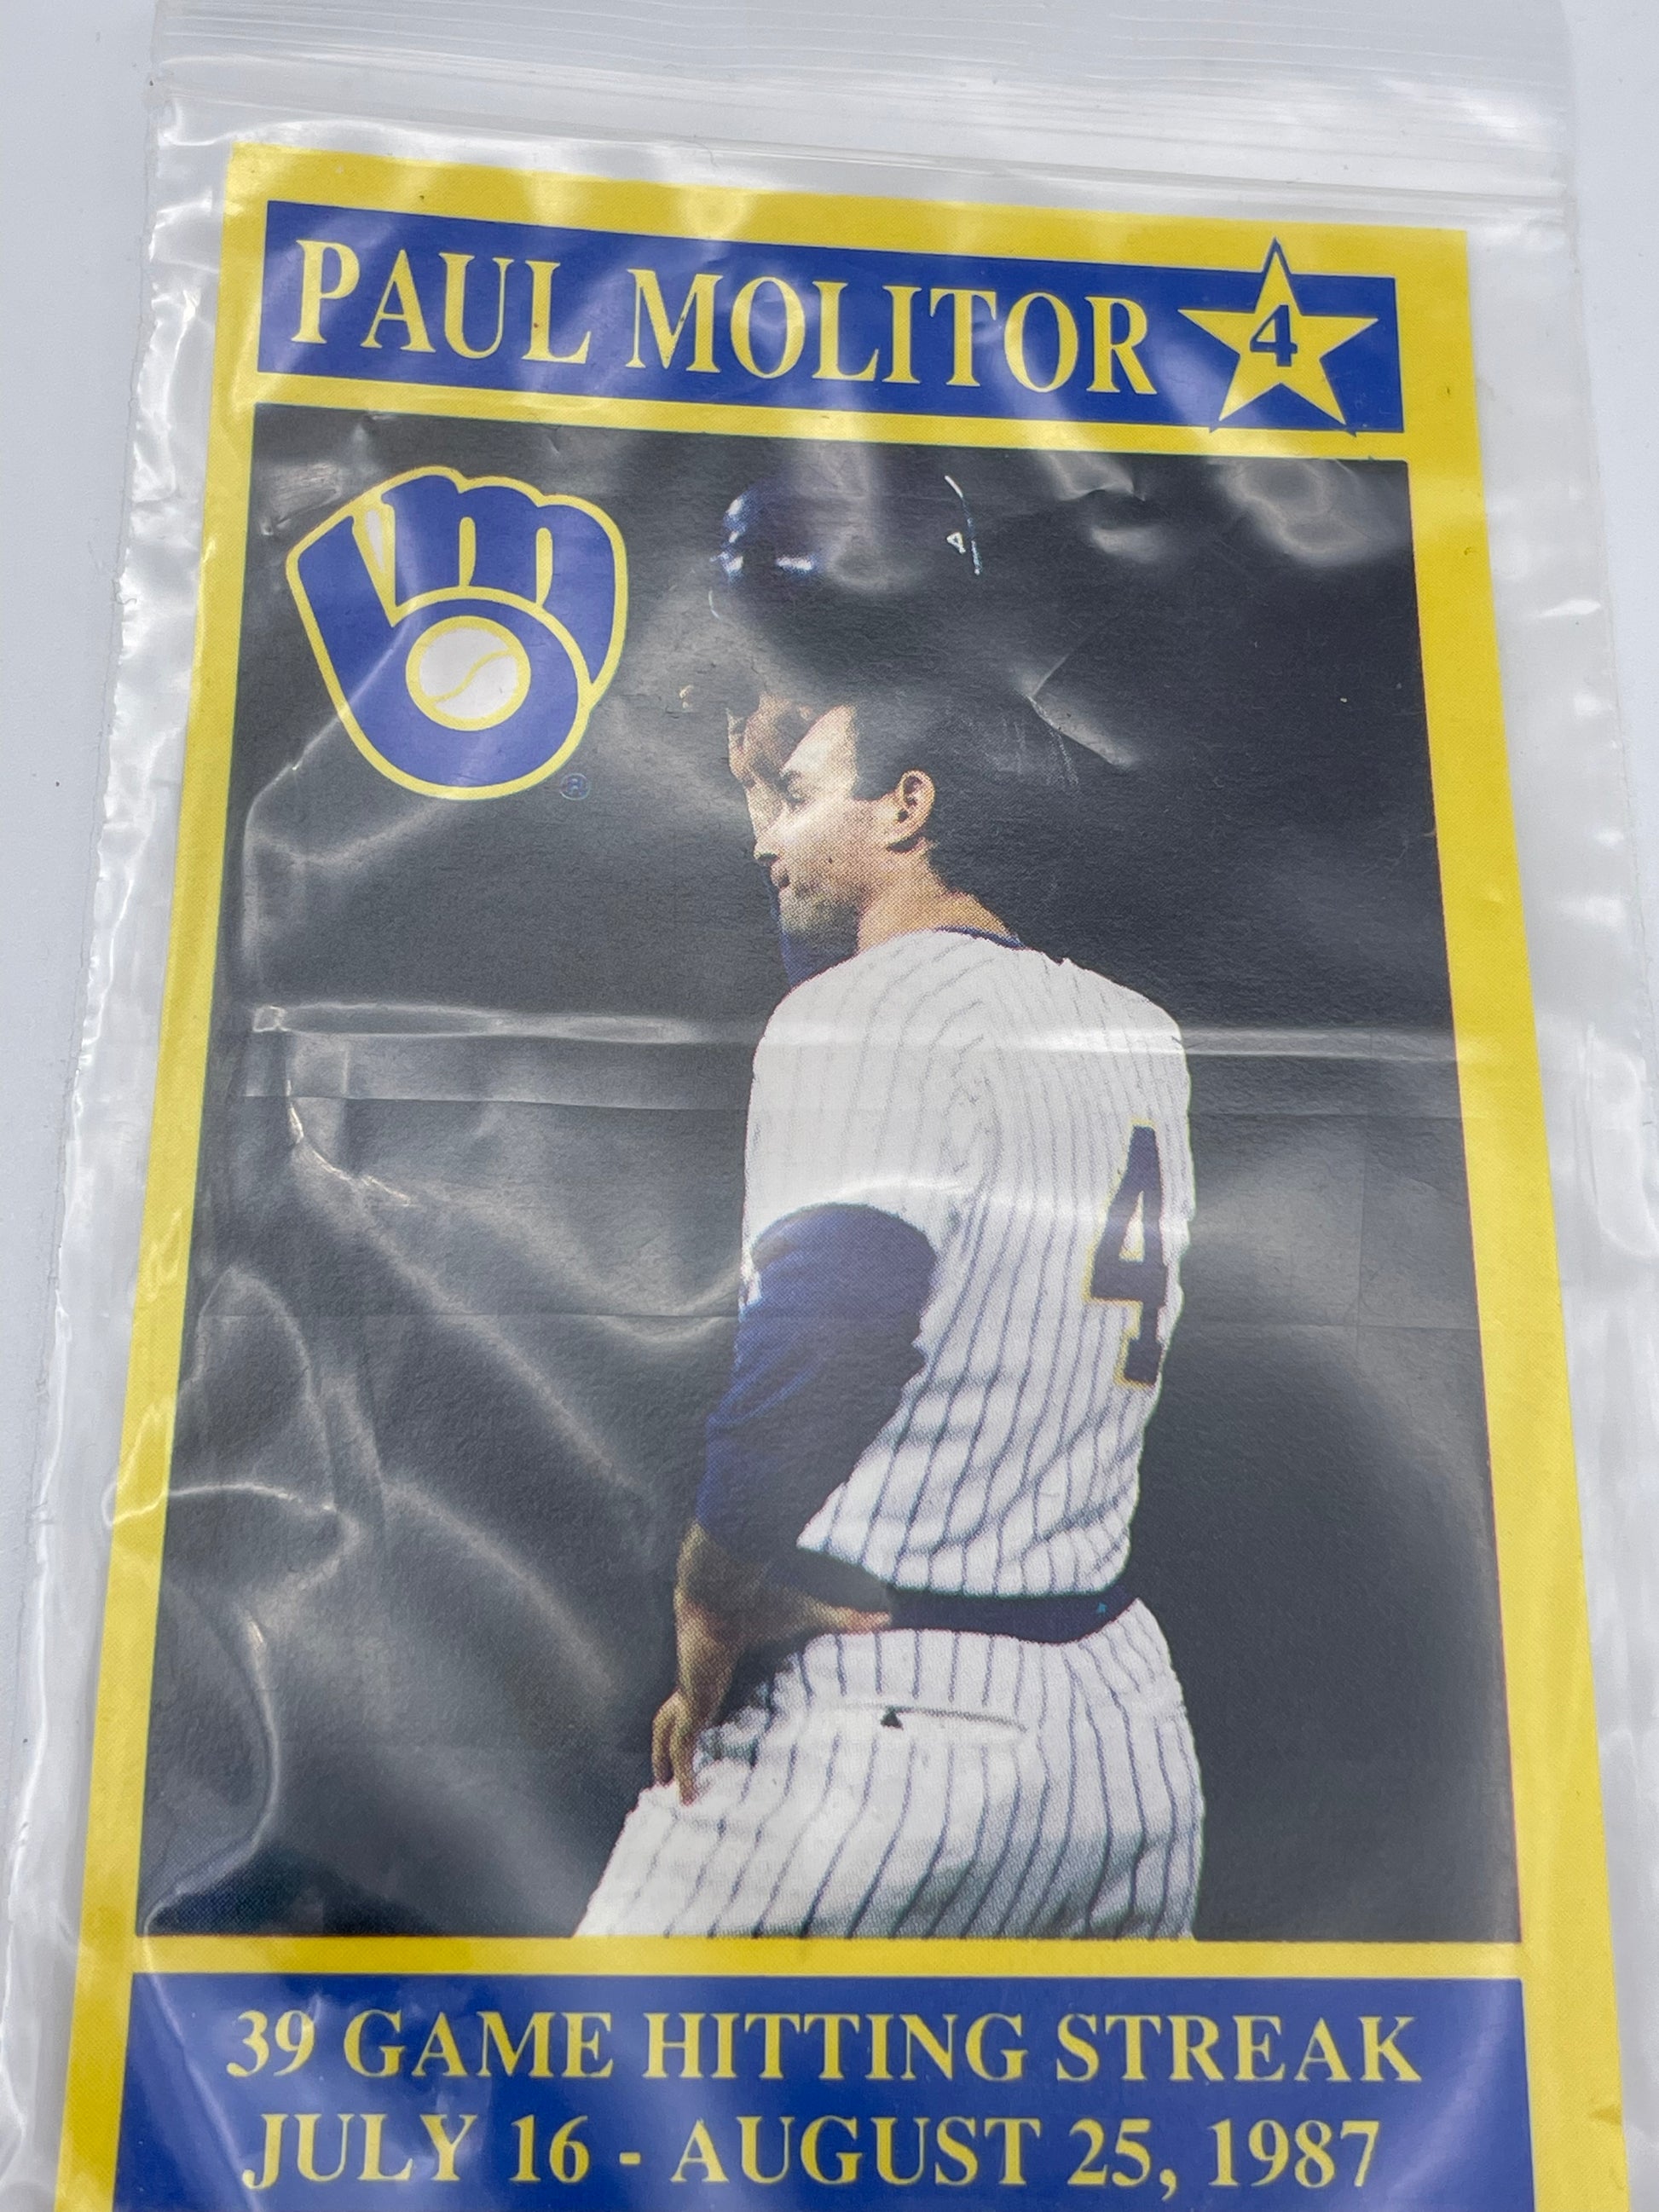 PAUL MOLITOR 4
®
4
39 GAME HITTING STREAK
JULY 16 - AUGUST 25, 1987